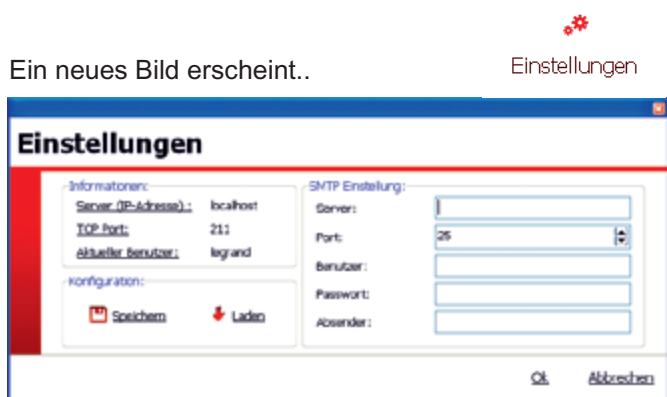 Einstellungen
Ein neues Bild erscheint..
Einstellungen
Informationen:
Server (IP-Adresse) : localhost
TCP Port: 211
Aktueller Benutzer: legrand
Konfiguration:
Speichern Laden
SMTP Einstellung:
Server:
Port: 25
Benutzer:
Passwort:
Absender:
Ok Abbrechen